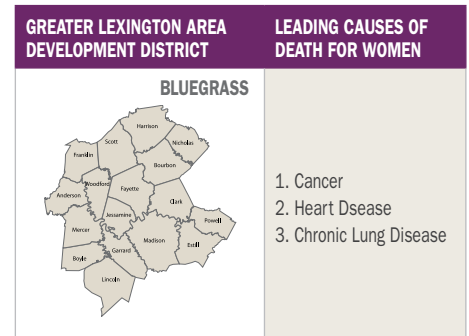 GREATER LEXINGTON AREA
DEVELOPMENT DISTRICT
LEADING CAUSES OF
DEATH FOR WOMEN
BLUEGRASS
Harrison
Scott
Nicholas
Franklin
Bourbon
Woodford
Fayette
Anderson
Clark
Jessamine
Powell
Mercer
Madison
Estill
Garrard
Boyle
Lincoln
1. Cancer
2. Heart Dsease
3. Chronic Lung Disease